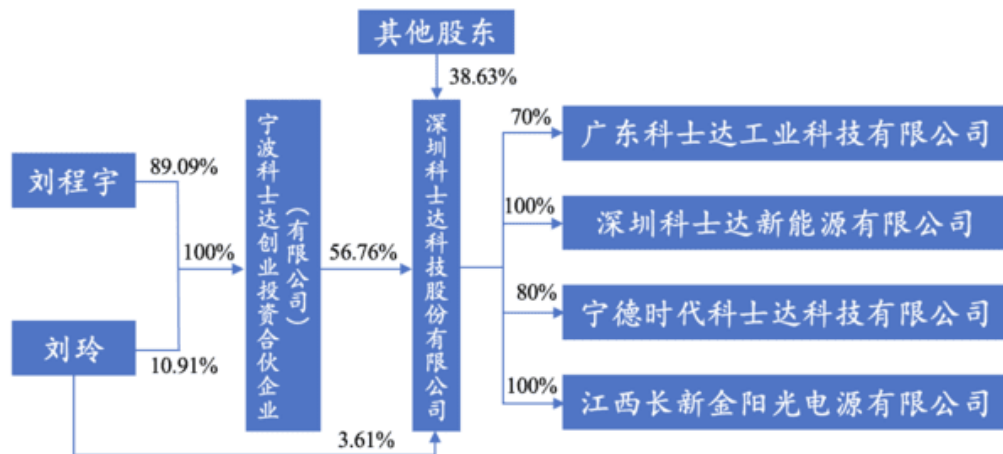 其他股东
38.63%
刘程宇
89.09%
100%
刘玲
10.91%
宁波科士达创业投资合伙企业
（有限公司）
56.76%
深圳科士达科技股份有限公司
3.61%
70%
广东科士达工业科技有限公司
100%
深圳科士达新能源有限公司
80%
宁德时代科士达科技有限公司
100%
江西长新金阳光电源有限公司